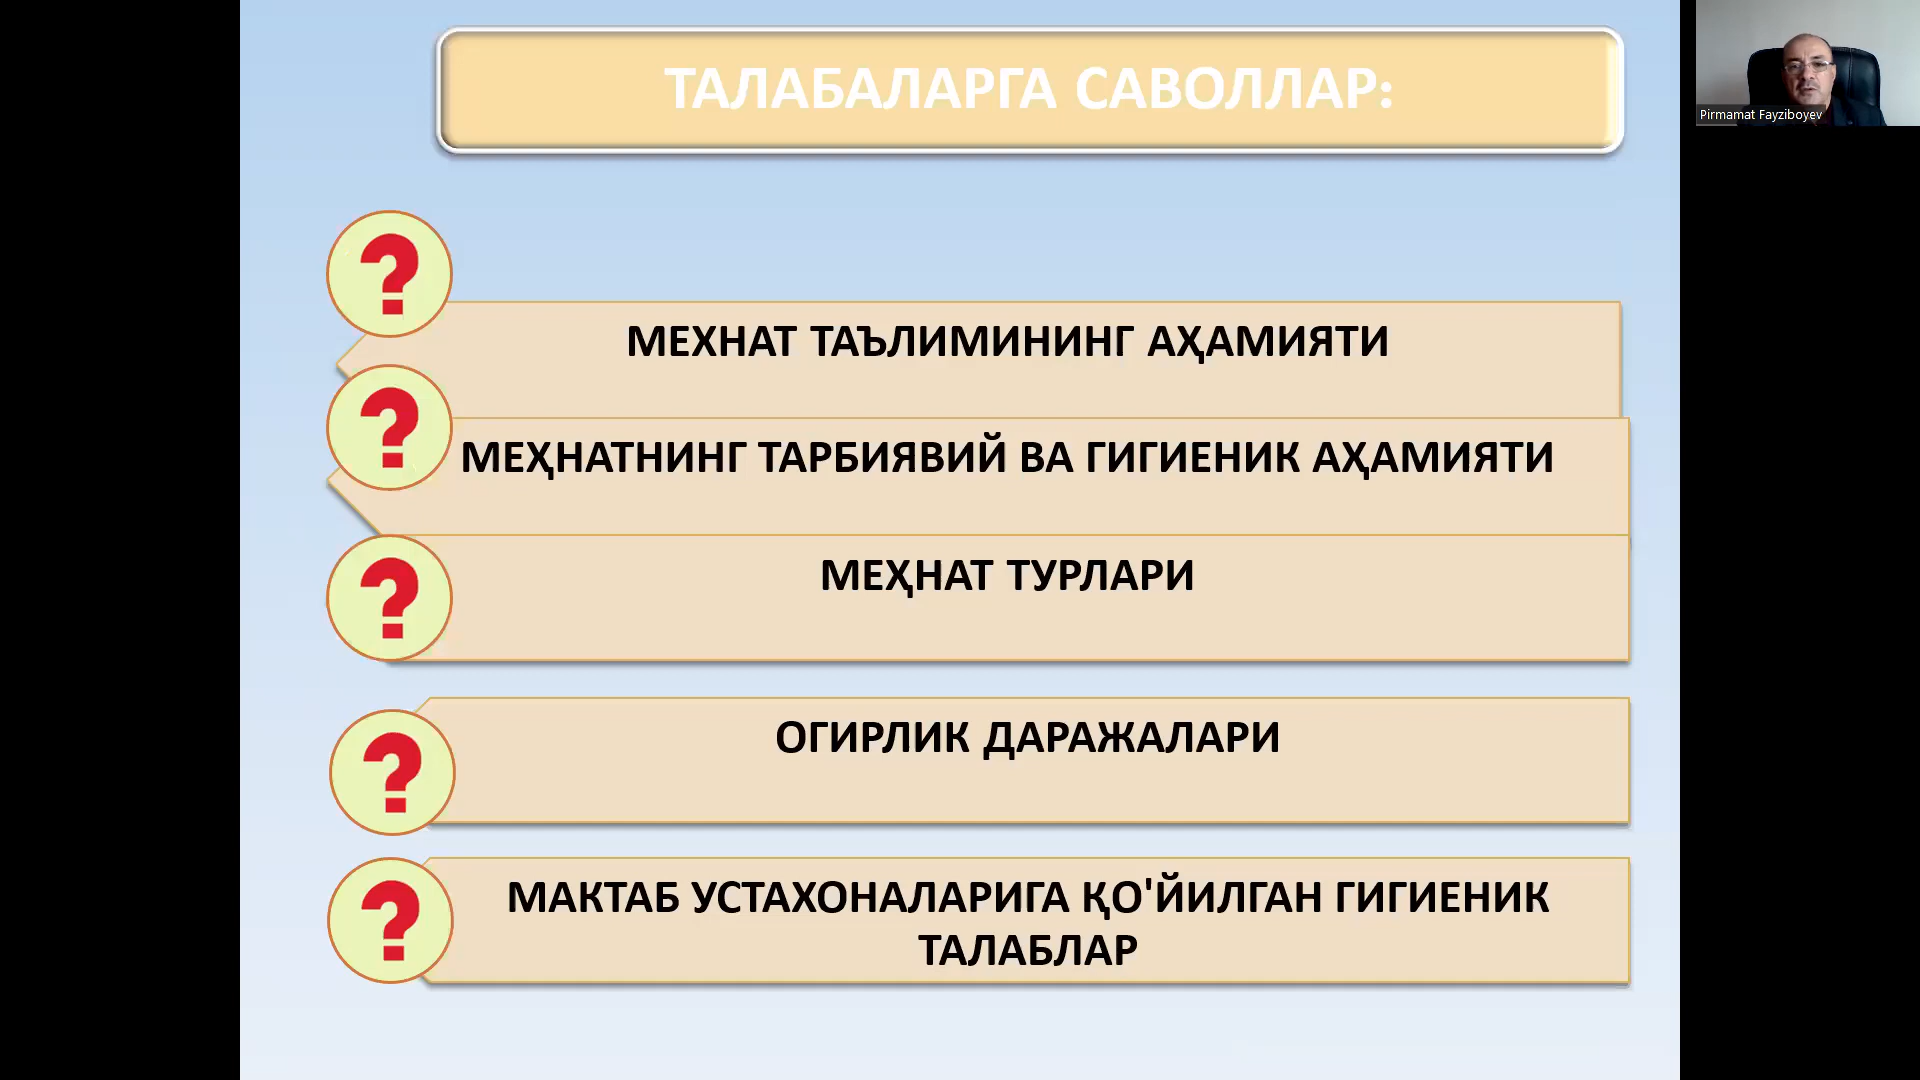 ТАЛАБАЛАРГА САВОЛЛАР:
Pirmamat Fayziboyev
?
МЕХНАТ ТАЪЛИМИНИНГ АҲАМИЯТИ
?
МЕҲНАТНИНГ ТАРБИЯВИЙ ВА ГИГИЕНИК АҲАМИЯТИ
?
МЕҲНАТ ТУРЛАРИ
?
ОГИРЛИК ДАРАЖАЛАРИ
?
МАКТАБ УСТАХОНАЛАРИГА ҚО'ЙИЛГАН ГИГИЕНИК
ТАЛАБЛАР